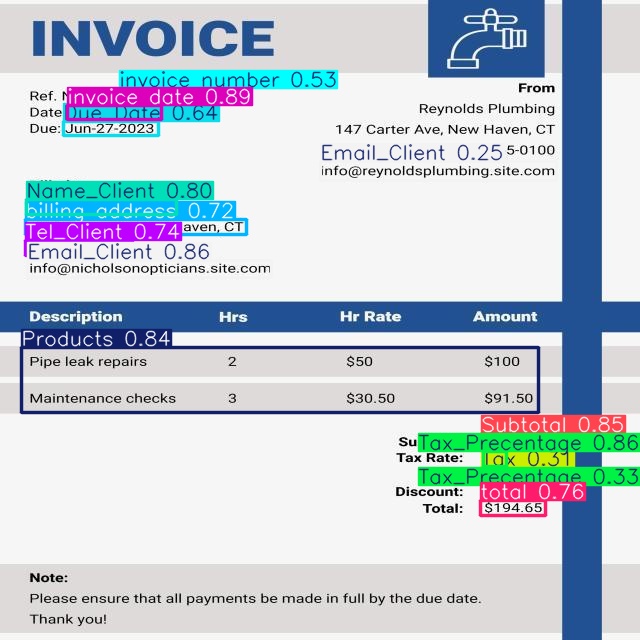 INVOICE
invoice_number 0.53
Ref.
invoice_date 0.89
Date
Due_Date 0.64
Due: Jun-27-2023
From
Reynolds Plumbing
147 Carter Ave, New Haven, CT
Email_Client 0.25 5-0100
info@reynoldsplumbing.site.com
Name_Client 0.80
billing_address 0.72
Tel_Client 0.74 aven, CT
Email_Client 0.86
info@nicholsonopticians.site.com
Description Hrs Hr Rate Amount
Products 0.84
Pipe leak repairs 2 $50 $100
Maintenance checks 3 $30.50 $91.50
Subtotal 0.85
Su Tax_Precentage 0.86
Tax Rate: Tax 0.31
Tax_Precentage 0.33
Discount: total 0.76
Total: $194.65
Note:
Please ensure that all payments be made in full by the due date.
Thank you!